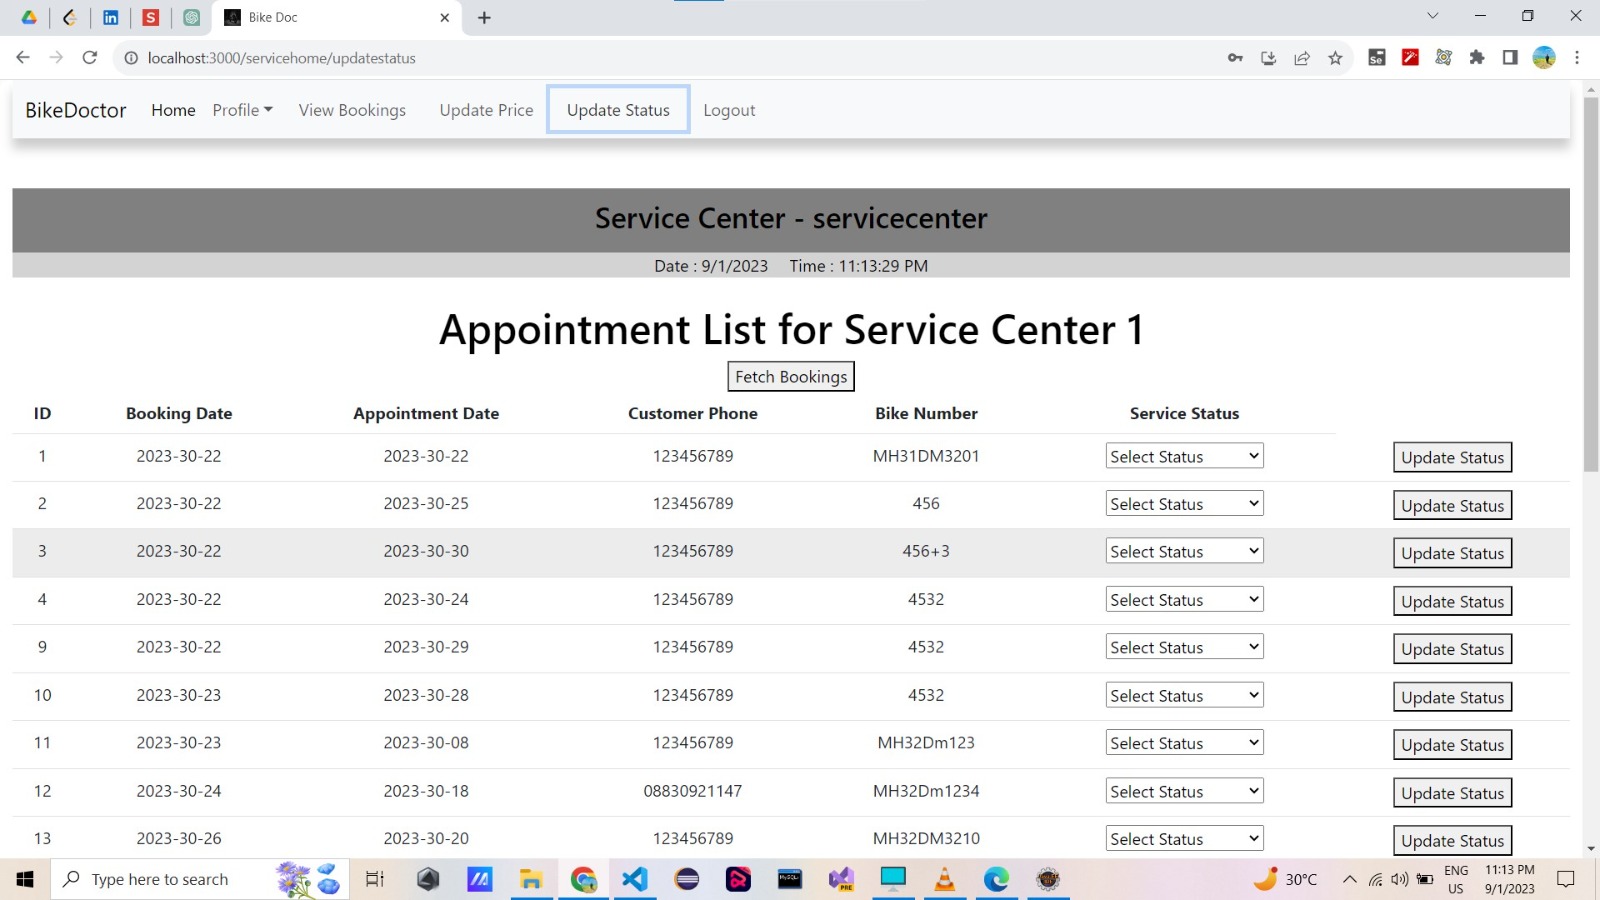 Bike Doc
localhost:3000/servicehome/updatestatus
BikeDoctor Home Profile View Bookings Update Price Update Status Logout
Service Center - servicecenter
Date : 9/1/2023 Time : 11:13:29 PM
Appointment List for Service Center 1
Fetch Bookings
ID Booking Date Appointment Date Customer Phone Bike Number Service Status
1 2023-30-22 2023-30-22 123456789 MH31DM3201 Select Status Update Status
2 2023-30-22 2023-30-25 123456789 456 Select Status Update Status
3 2023-30-22 2023-30-30 123456789 456+3 Select Status Update Status
4 2023-30-22 2023-30-24 123456789 4532 Select Status Update Status
9 2023-30-22 2023-30-29 123456789 4532 Select Status Update Status
10 2023-30-23 2023-30-28 123456789 4532 Select Status Update Status
11 2023-30-23 2023-30-08 123456789 MH32Dm123 Select Status Update Status
12 2023-30-24 2023-30-18 08830921147 MH32Dm1234 Select Status Update Status
13 2023-30-26 2023-30-20 123456789 MH32DM3210 Select Status Update Status
Type here to search 30°C ENG 11:13 PM
US 9/1/2023